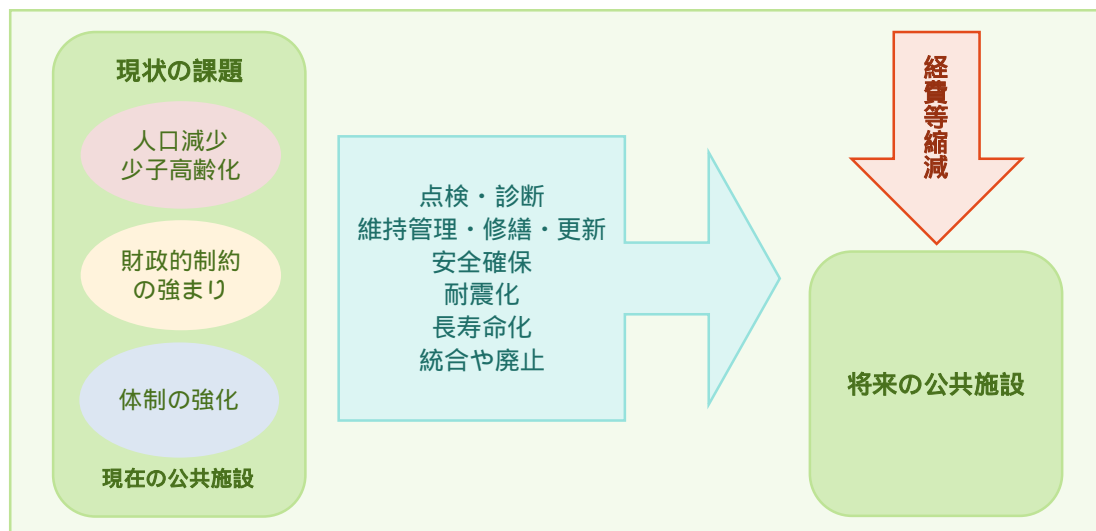 現状の課題
人口減少
少子高齢化
財政的制約
の強まり
体制の強化
現在の公共施設
点検・診断
維持管理・修繕・更新
安全確保
耐震化
長寿命化
統合や廃止
経費等縮減
将来の公共施設